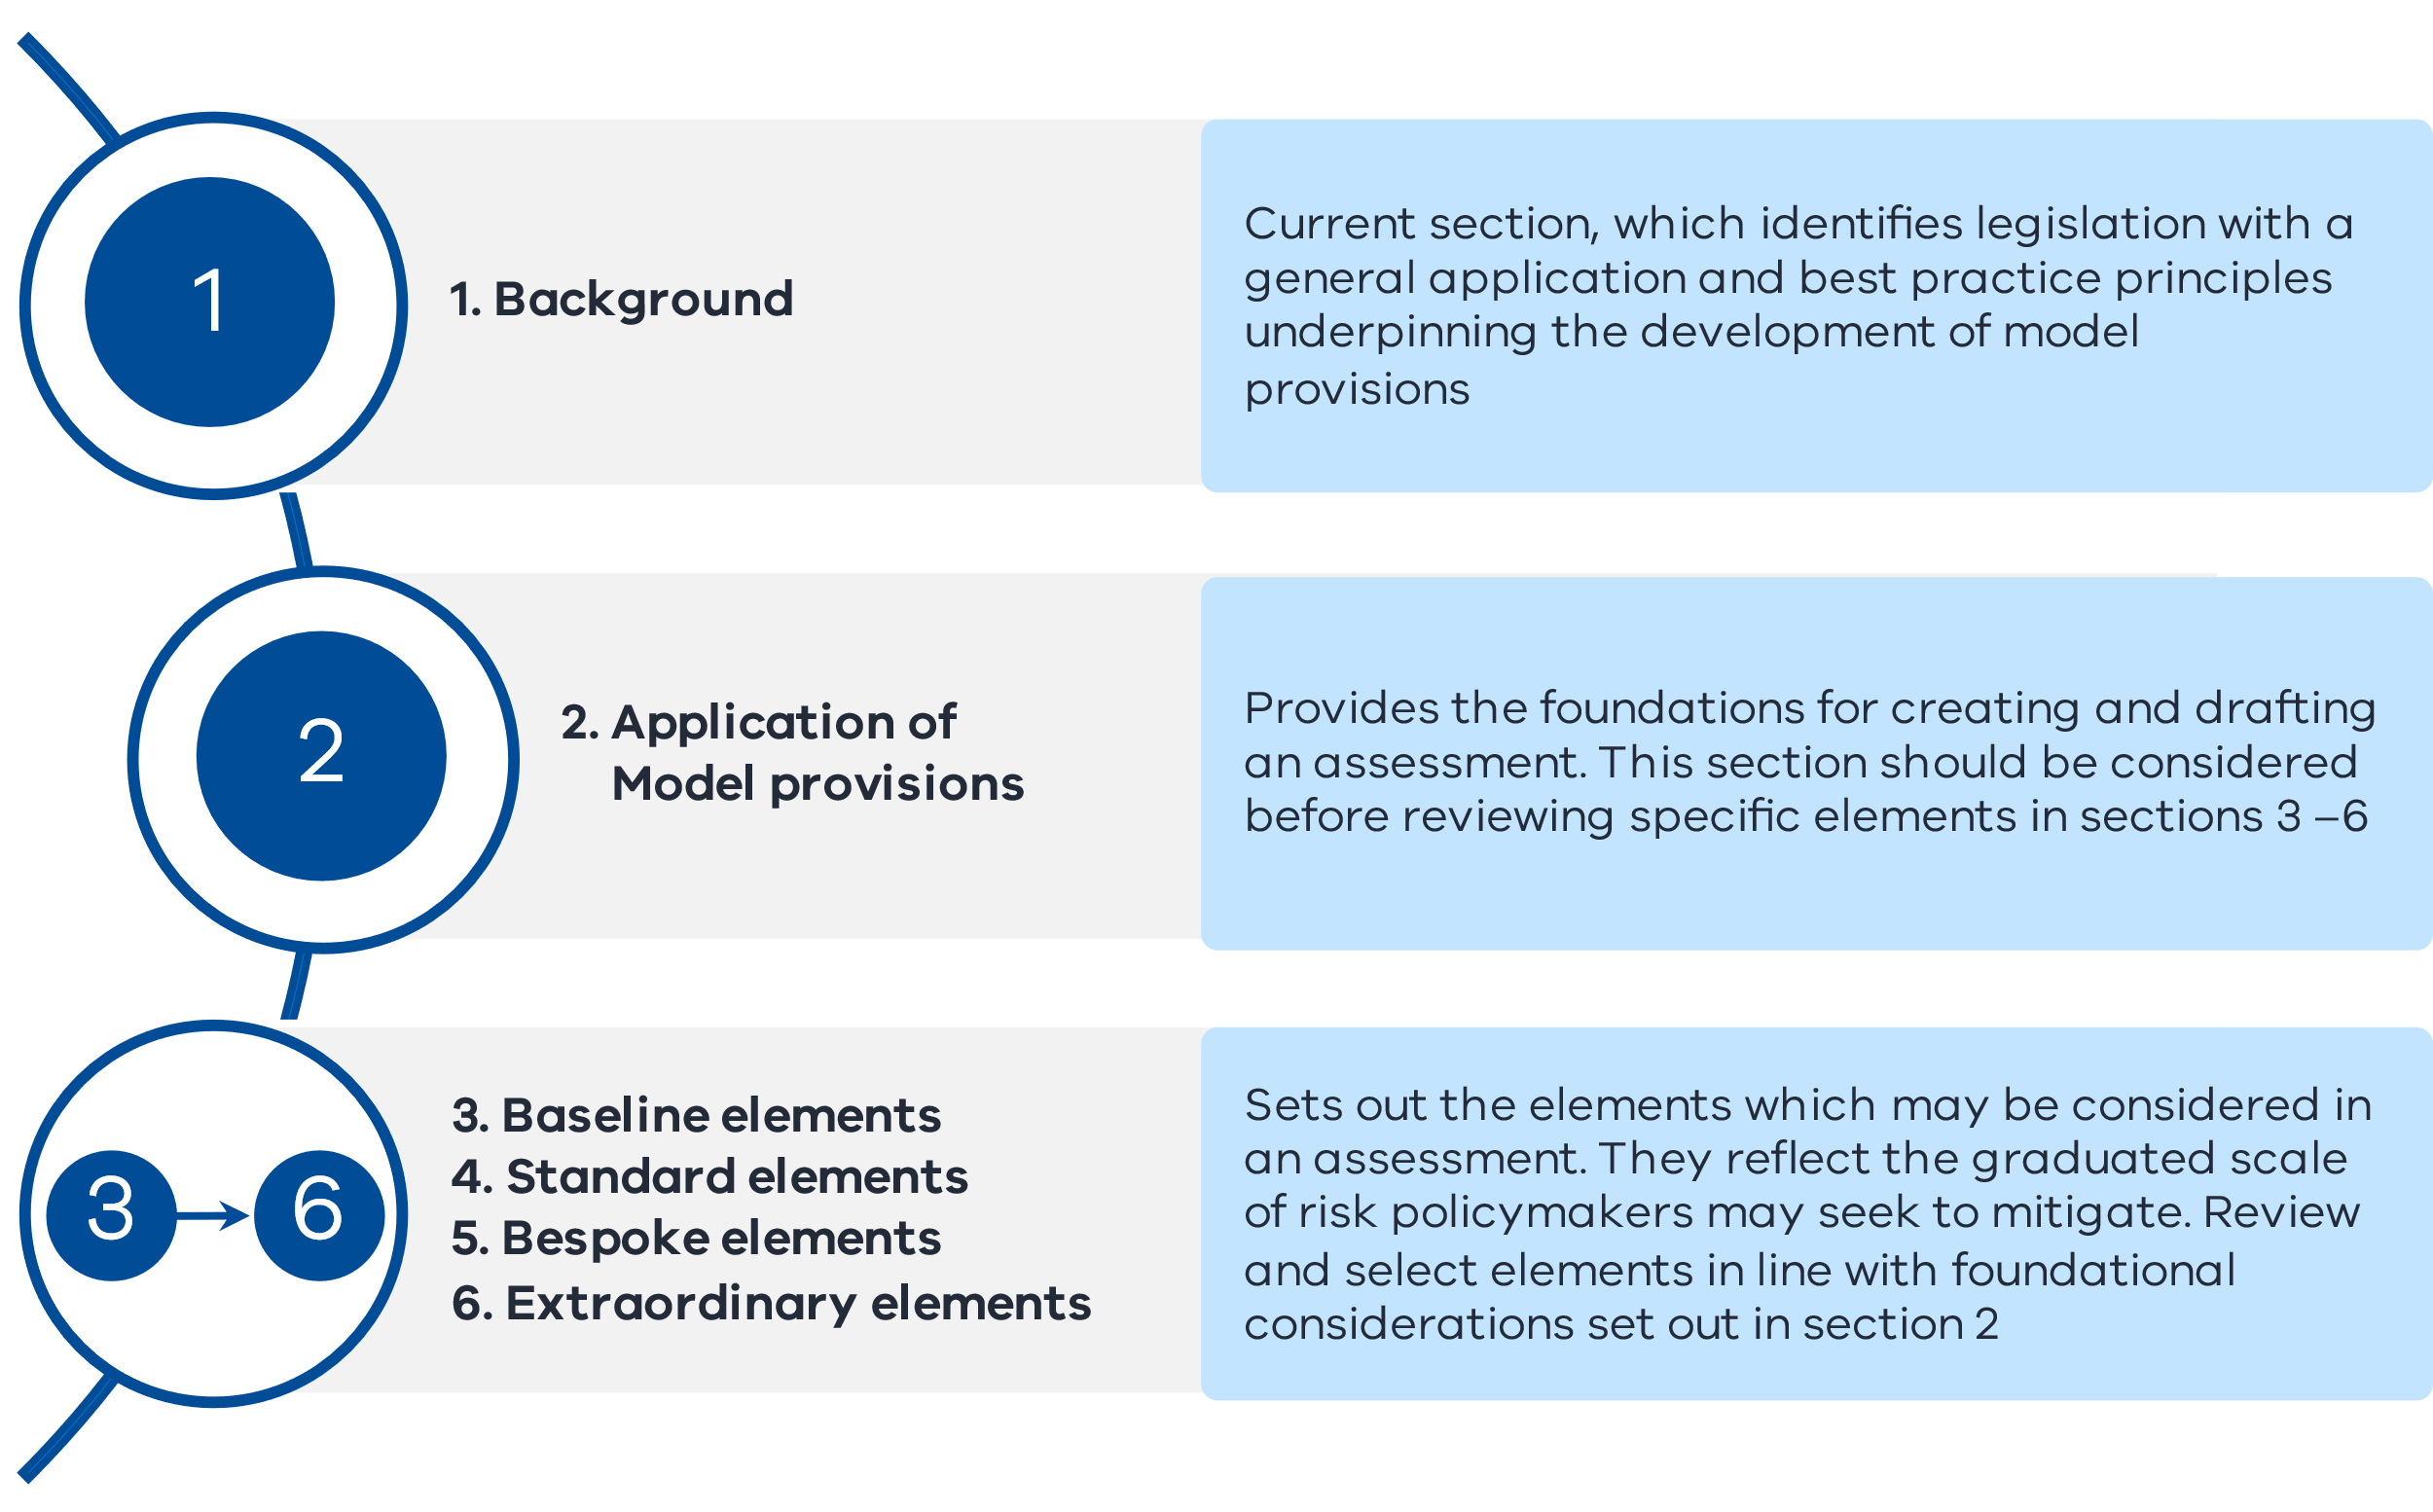 1
1. Background
Current section, which identifies legislation with a
general application and best practice principles
underpinning the development of model
provisions
2
2. Application of
Model provisions
Provides the foundations for creating and drafting
an assessment. This section should be considered
before reviewing specific elements in sections 3 –6
3
6
3. Baseline elements
4. Standard elements
5. Bespoke elements
6. Extraordinary elements
Sets out the elements which may be considered in
an assessment. They reflect the graduated scale
of risk policymakers may seek to mitigate. Review
and select elements in line with foundational
considerations set out in section 2